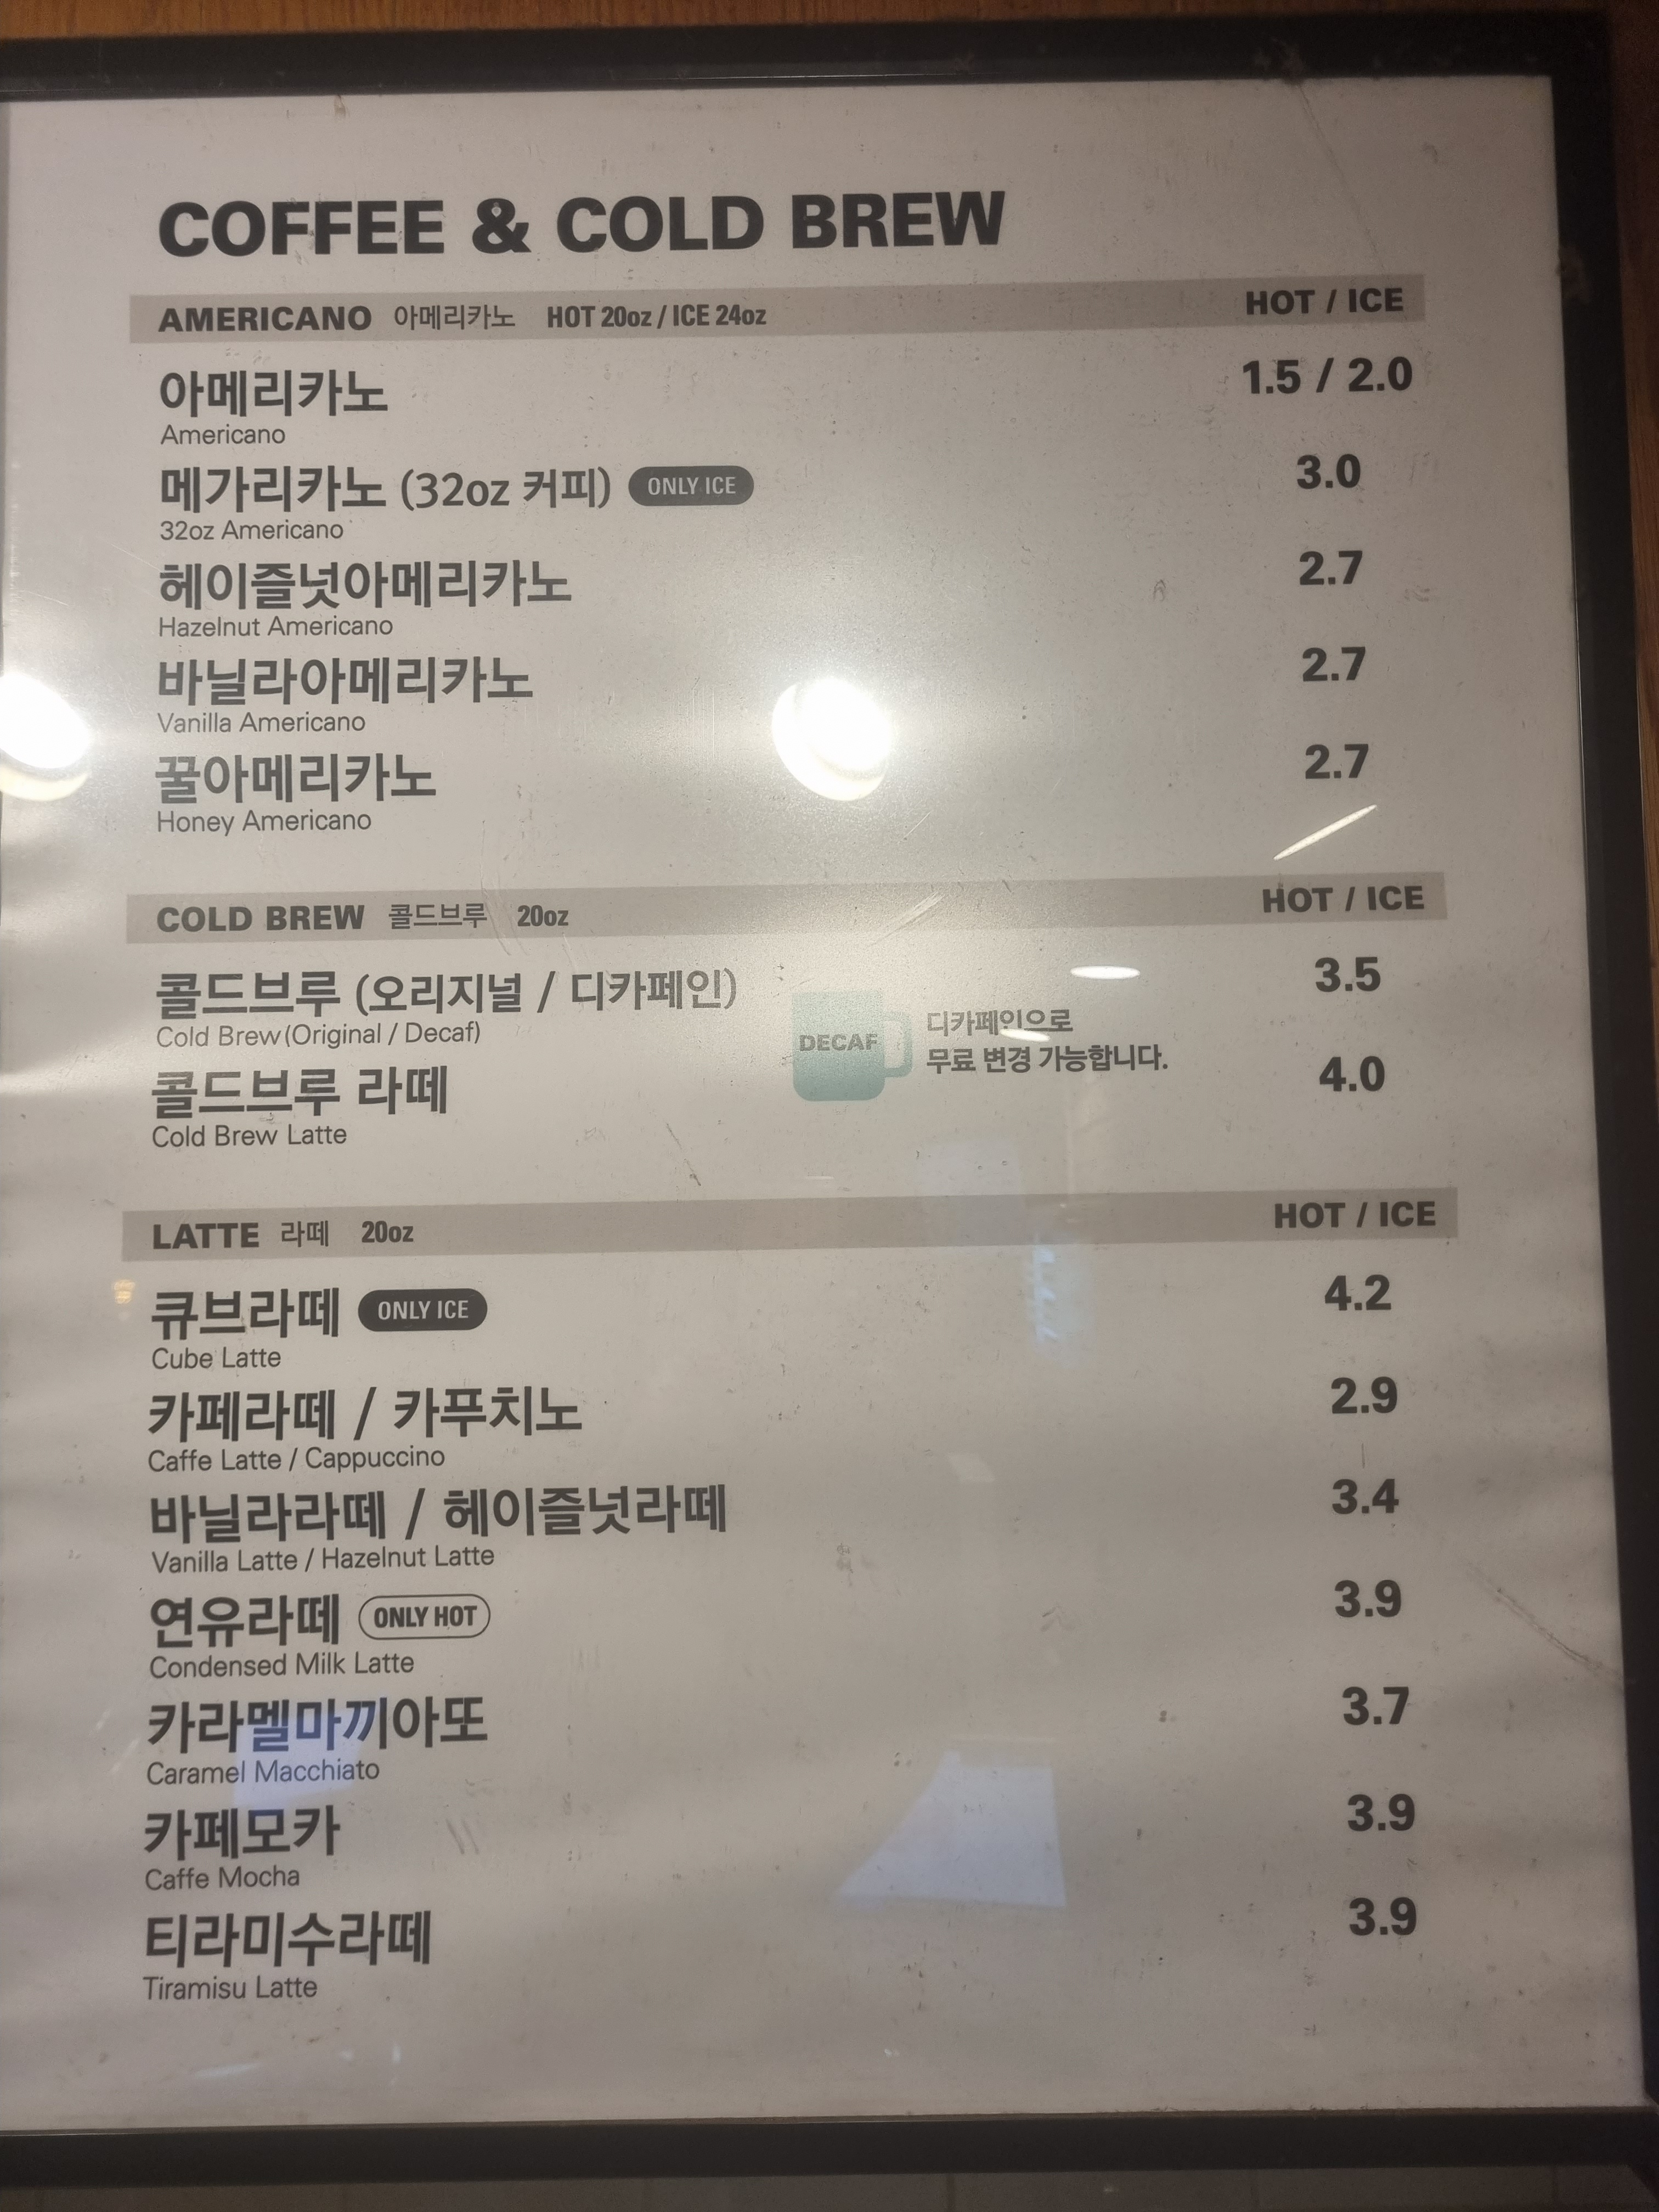 COFFEE & COLD BREW
AMERICANO 아메리카노 HOT 20oz / ICE 24oz HOT / ICE
아메리카노 1.5 / 2.0
Americano
메가리카노 (32oz 커피) ONLY ICE 3.0
32oz Americano
헤이즐넛아메리카노 2.7
Hazelnut Americano
바닐라아메리카노 2.7
Vanilla Americano
꿀아메리카노 2.7
Honey Americano
COLD BREW 콜드브루 20oz HOT / ICE
콜드브루 (오리지널 / 디카페인) 3.5
Cold Brew(Original / Decaf)
DECAF 디카페인으로
무료 변경 가능합니다.
콜드브루 라떼 4.0
Cold Brew Latte
LATTE 라떼 20oz HOT / ICE
큐브라떼 ONLY ICE 4.2
Cube Latte
카페라떼 / 카푸치노 2.9
Caffe Latte / Cappuccino
바닐라라떼 / 헤이즐넛라떼 3.4
Vanilla Latte / Hazelnut Latte
연유라떼 ONLY HOT 3.9
Condensed Milk Latte
카라멜마끼아또 3.7
Caramel Macchiato
카페모카 3.9
Caffe Mocha
티라미수라떼 3.9
Tiramisu Latte